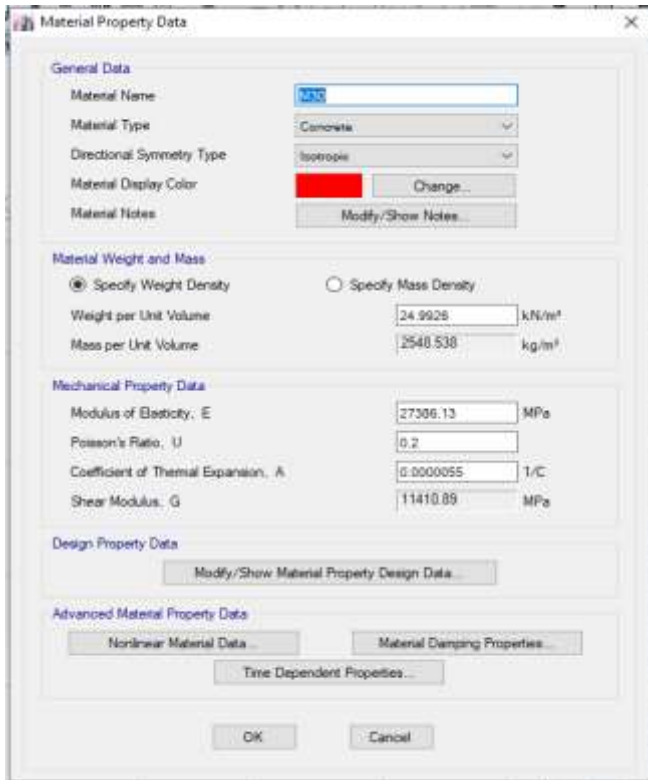 Material Property Data
General Data
Material Name M30
Material Type Concrete
Directional Symmetry Type Isotropic
Material Display Color Change...
Material Notes Modify/Show Notes...
Material Weight and Mass
Specify Weight Density Specify Mass Density
Weight per Unit Volume 24.9926 kN/m³
Mass per Unit Volume 2548.538 kg/m³
Mechanical Property Data
Modulus of Elasticity, E 27386.13 MPa
Poisson's Ratio, U 0.2
Coefficient of Thermal Expansion, A 0.0000055 1/C
Shear Modulus, G 11410.89 MPa
Design Property Data
Modify/Show Material Property Design Data...
Advanced Material Property Data
Nonlinear Material Data... Material Damping Properties...
Time Dependent Properties...
OK Cancel